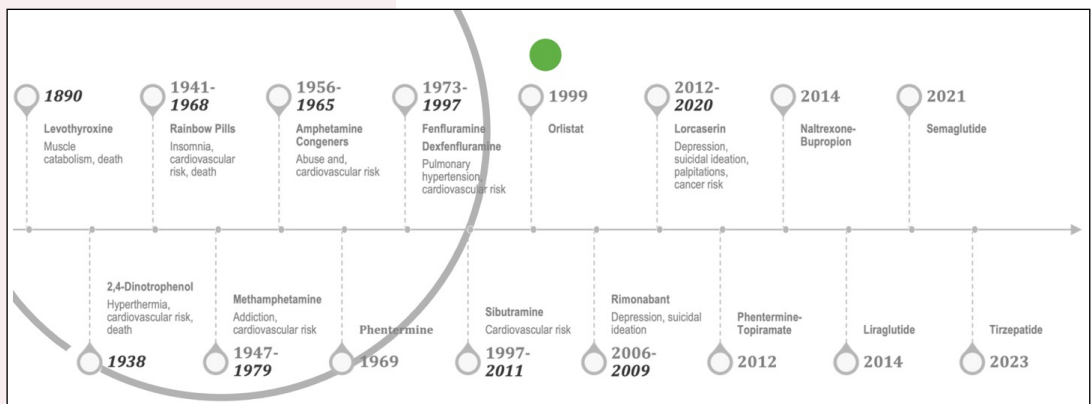 1890
Levothyroxine
Muscle
catabolism, death
1941-
1968
Rainbow Pills
Insomnia,
cardiovascular
risk, death
1956-
1965
Amphetamine
Congeners
Abuse and,
cardiovascular risk
1973-
1997
Fenfluramine
Dexfenfluramine
Pulmonary
hypertension,
cardiovascular risk
1999
Orlistat
2012-
2020
Lorcaserin
Depression,
suicidal ideation,
palpitations,
cancer risk
2014
Naltrexone-
Bupropion
2021
Semaglutide
2,4-Dinotrophenol
Hyperthermia,
cardiovascular risk,
death
1938
Methamphetamine
Addiction,
cardiovascular risk
1947-
1979
Phentermine
1969
Sibutramine
Cardiovascular risk
1997-
2011
Rimonabant
Depression, suicidal
ideation
2006-
2009
Phentermine-
Topiramate
2012
Liraglutide
2014
Tirzepatide
2023